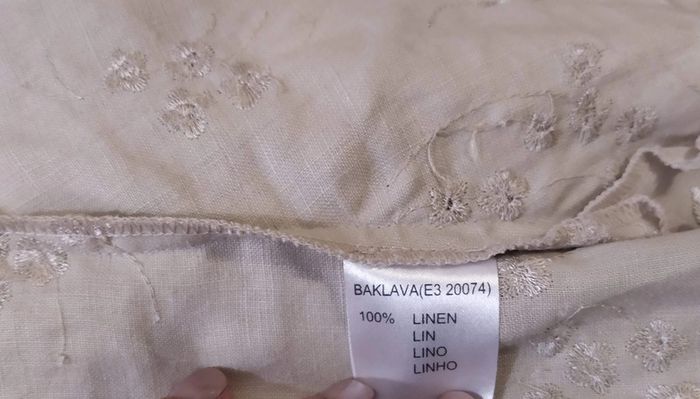 BAKLAVA(E3 20074)
100% LINEN
LIN
LINO
LINHO